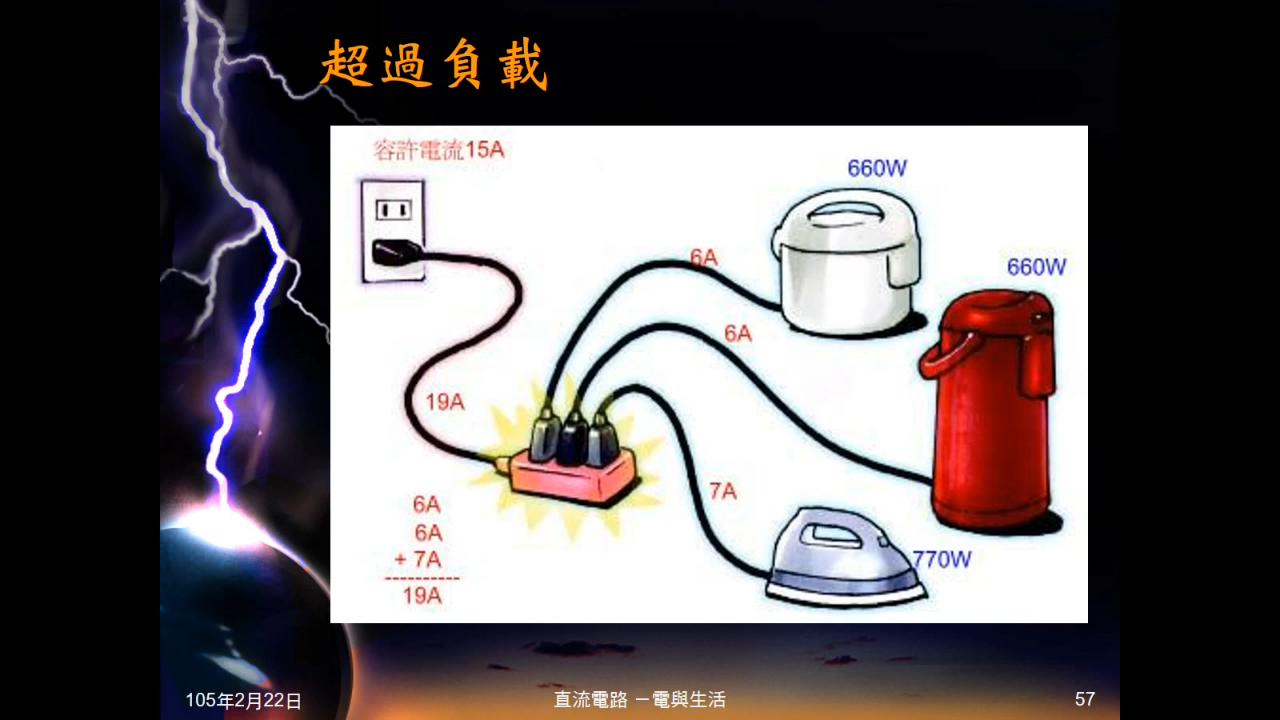 超過負載
容許電流15A
660W
660W
6A
6A
19A
7A
6A
6A
+ 7A
----------
19A
770W
105年2月22日
直流電路 －電與生活
57